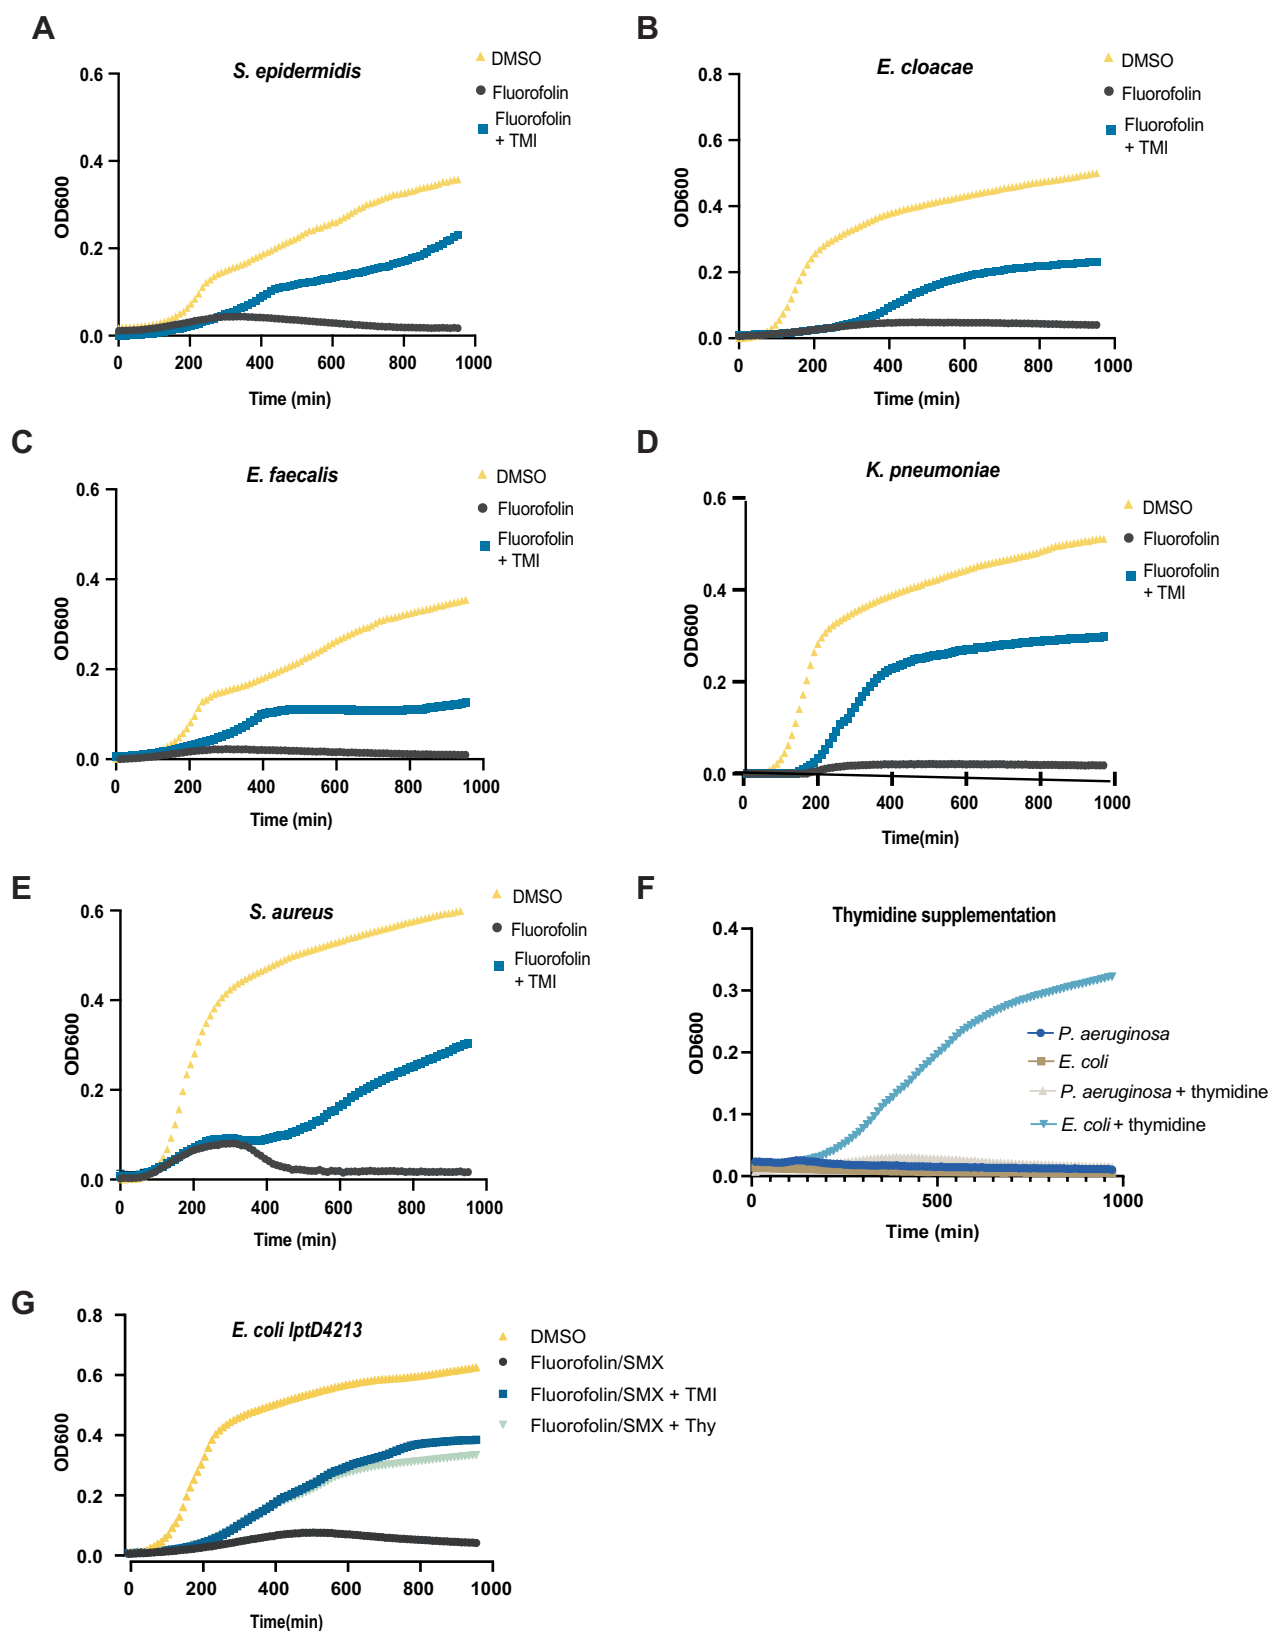 A
S. epidermidis
DMSO
Fluorofolin
Fluorofolin
+ TMI
0.6
0.4
0.2
0.0
OD600
0 200 400 600 800 1000
Time (min)
B
E. cloacae
DMSO
Fluorofolin
Fluorofolin
+ TMI
0.8
0.6
0.4
0.2
0.0
OD600
0 200 400 600 800 1000
Time (min)
C
E. faecalis
DMSO
Fluorofolin
Fluorofolin
+ TMI
0.6
0.4
0.2
0.0
OD600
0 200 400 600 800 1000
Time (min)
D
K. pneumoniae
DMSO
Fluorofolin
Fluorofolin
+ TMI
0.6
0.4
0.2
0.0
OD600
0 200 400 600 800 1000
Time(min)
E
S. aureus
DMSO
Fluorofolin
Fluorofolin
+ TMI
0.6
0.4
0.2
0.0
OD600
0 200 400 600 800 1000
Time (min)
F
Thymidine supplementation
0.4
0.3
0.2
0.1
0.0
OD600
P. aeruginosa
E. coli
P. aeruginosa + thymidine
E. coli + thymidine
0 500 1000
Time (min)
G
E. coli lptD4213
DMSO
Fluorofolin/SMX
Fluorofolin/SMX + TMI
Fluorofolin/SMX + Thy
0.8
0.6
0.4
0.2
0.0
OD600
0 200 400 600 800 1000
Time(min)